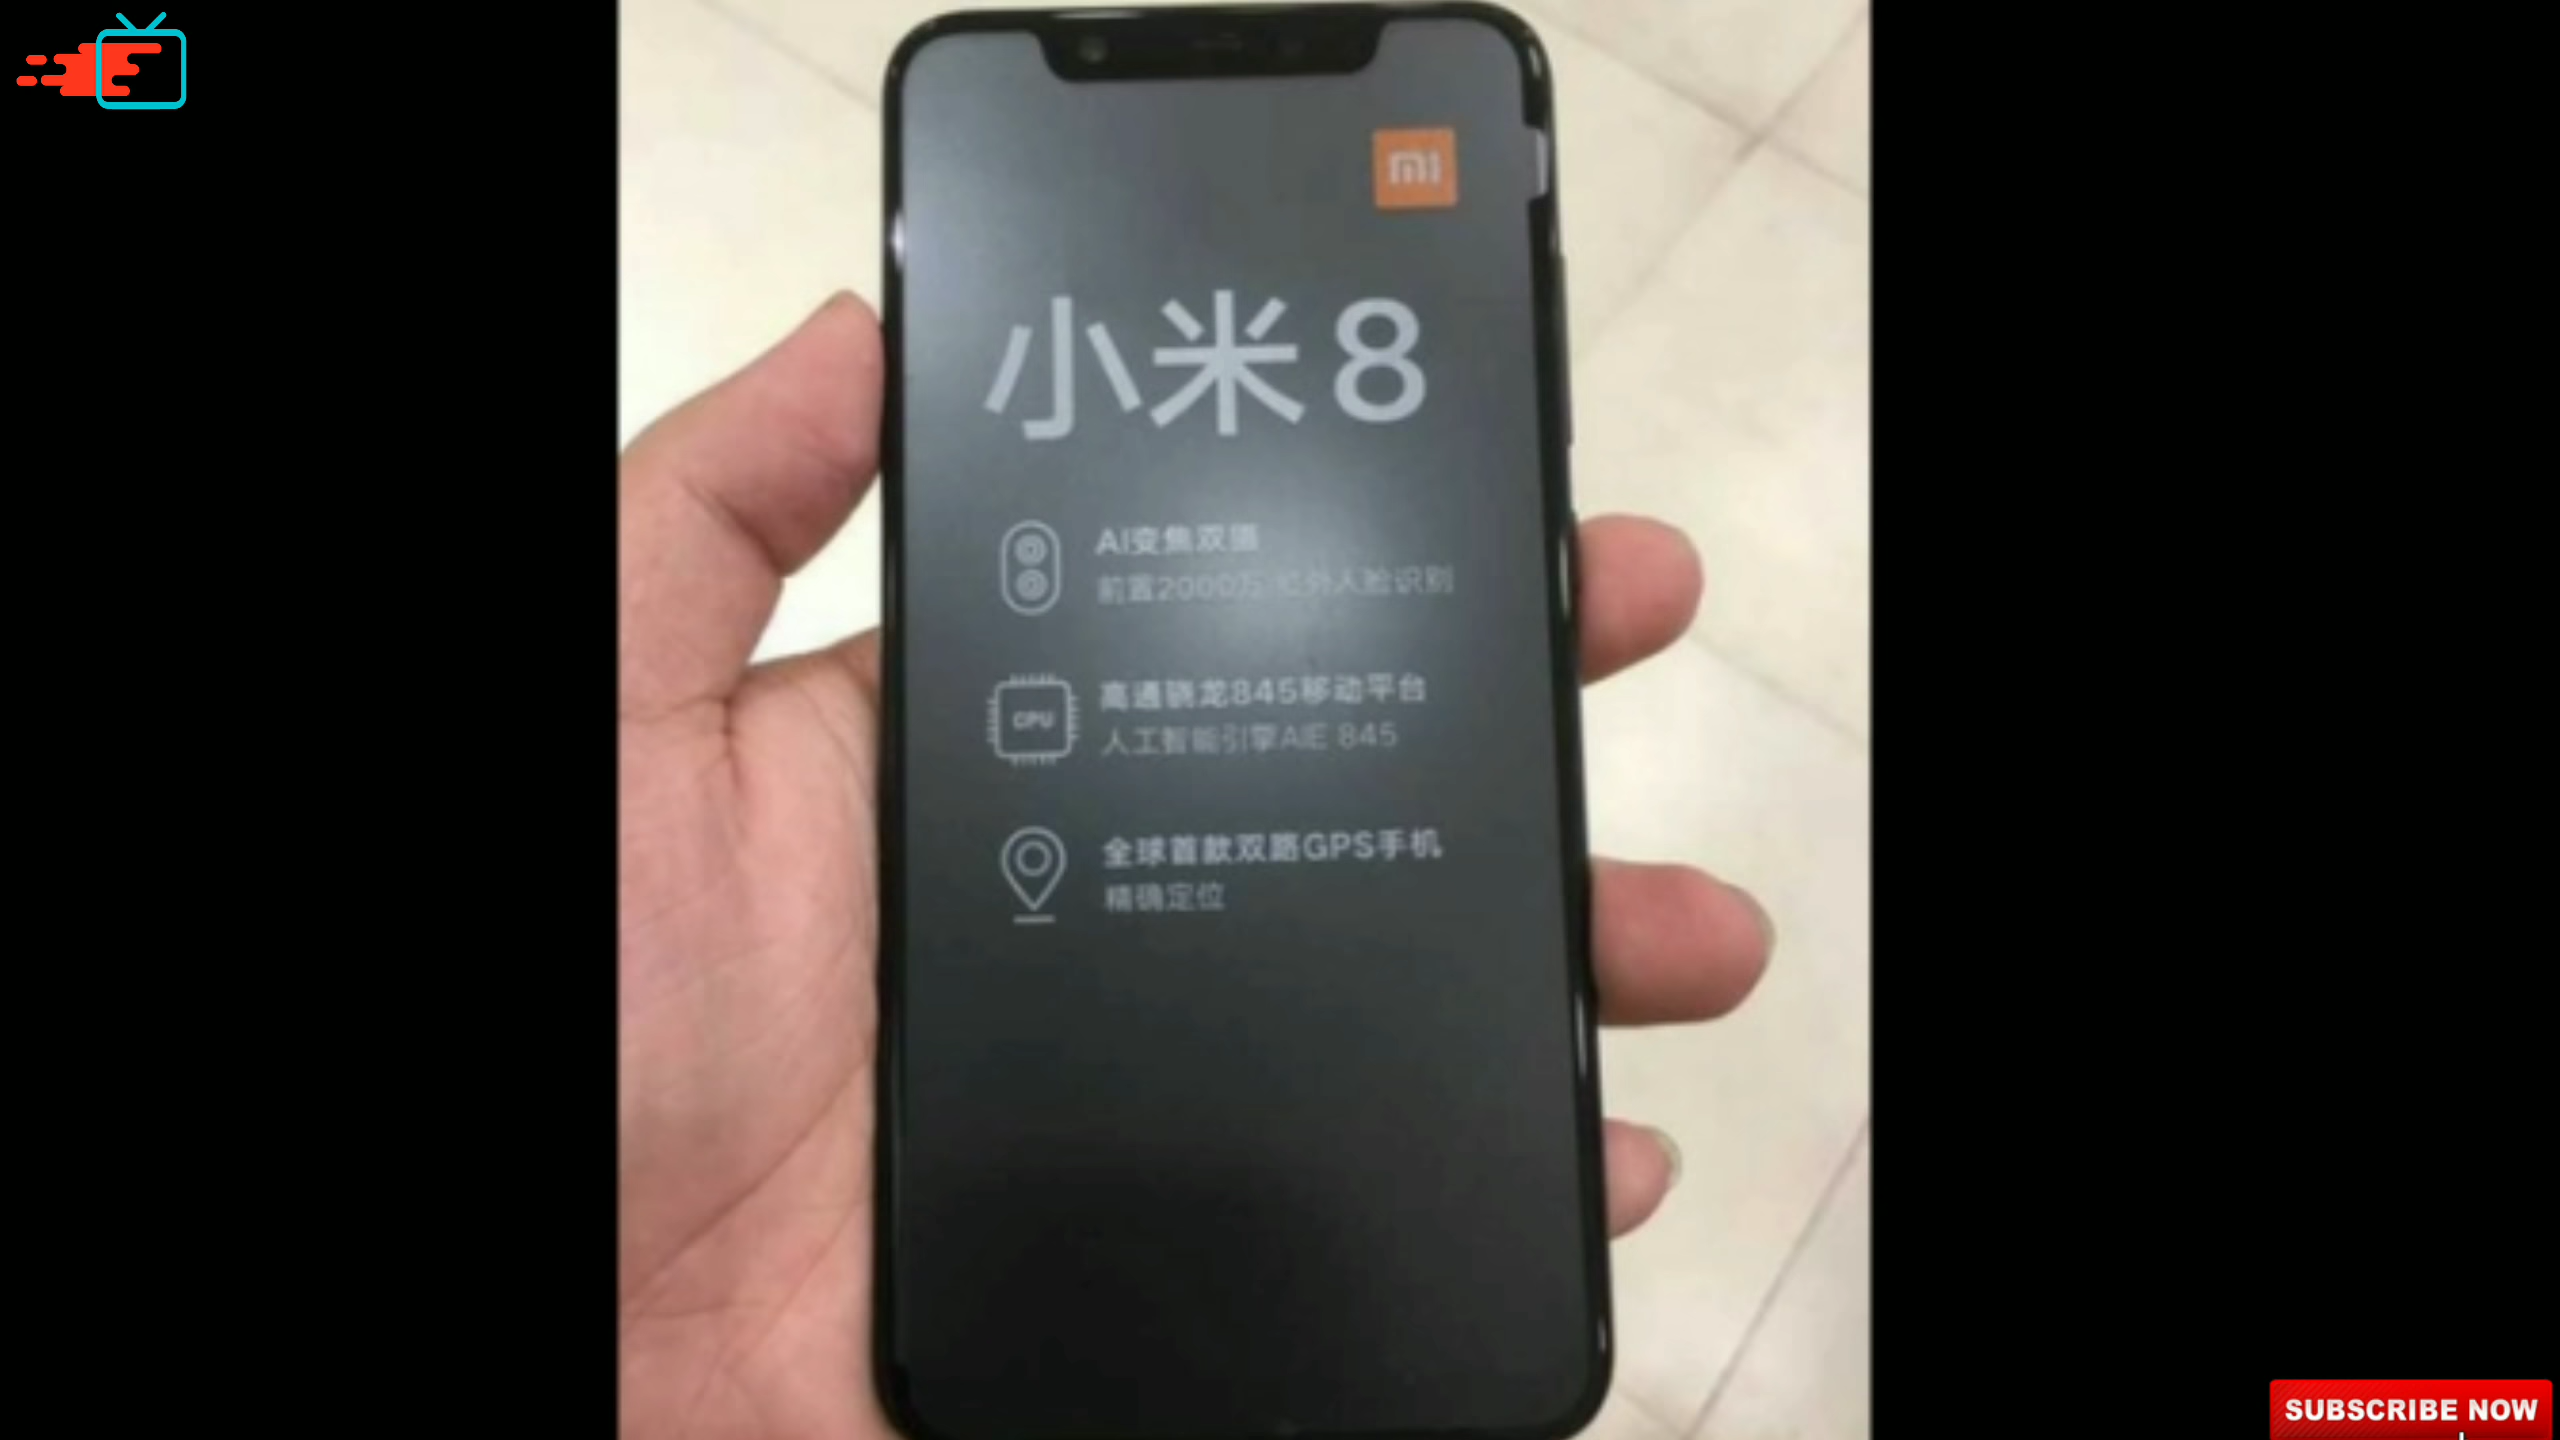 mi
小米8
AI变焦双摄
前置2000万 红外人脸识别
CPU
高通骁龙845移动平台
人工智能引擎AIE 845
全球首款双路GPS手机
精确定位
SUBSCRIBE NOW